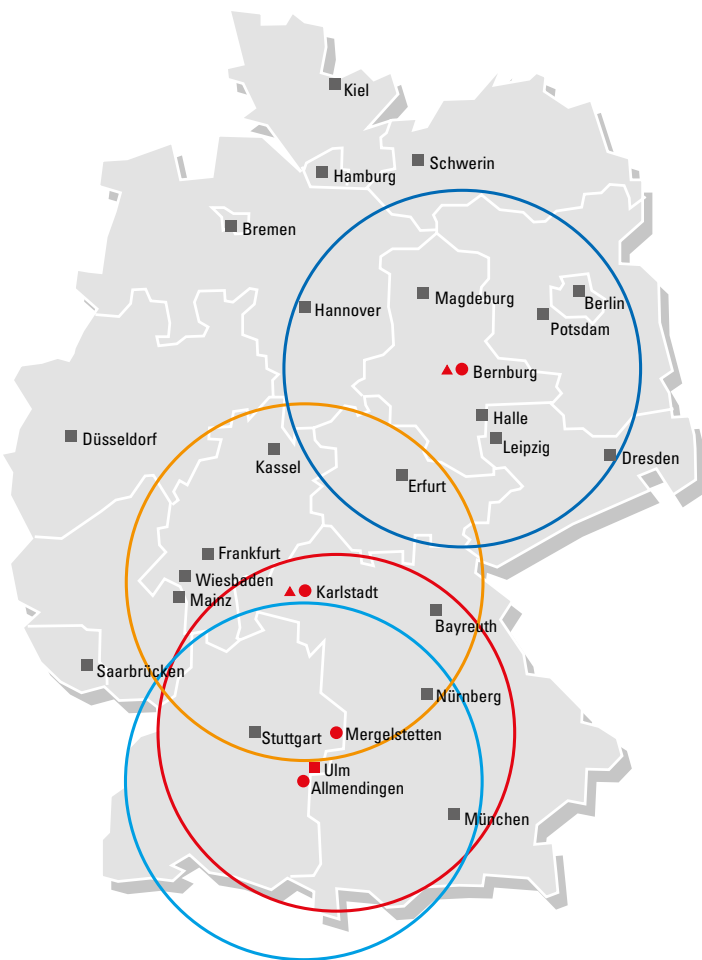 Kiel
Schwerin
Hamburg
Bremen
Magdeburg
Berlin
Hannover
Potsdam
Bernburg
Halle
Düsseldorf
Leipzig
Kassel
Dresden
Erfurt
Frankfurt
Wiesbaden
Karlstadt
Mainz
Bayreuth
Saarbrücken
Nürnberg
Stuttgart
Mergelstetten
Ulm
Allmendingen
München